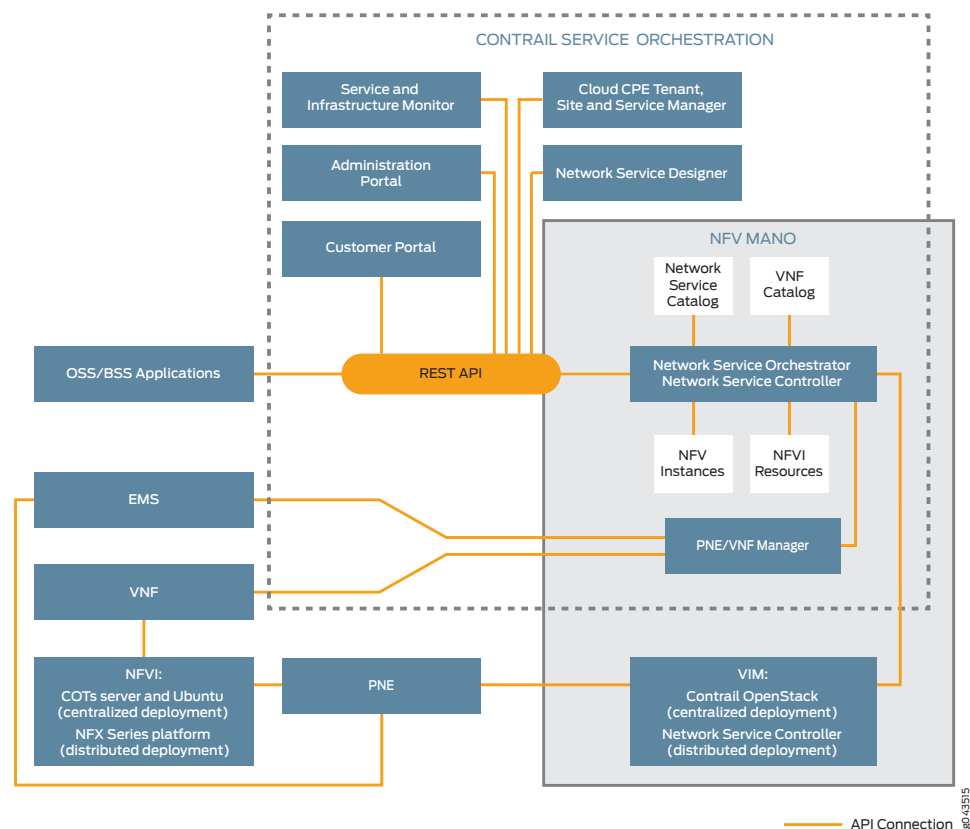 CONTRAIL SERVICE ORCHESTRATION
Service and
Infrastructure Monitor
Cloud CPE Tenant,
Site and Service Manager
Administration
Portal
Network Service Designer
Customer Portal
NFV MANO
Network
Service
Catalog
VNF
Catalog
OSS/BSS Applications
REST API
Network Service Orchestrator
Network Service Controller
NFV
Instances
NFVI
Resources
EMS
PNE/VNF Manager
VNF
NFVI:
COTs server and Ubuntu
(centralized deployment)
NFX Series platform
(distributed deployment)
PNE
VIM:
Contrail OpenStack
(centralized deployment)
Network Service Controller
(distributed deployment)
API Connection
g043515